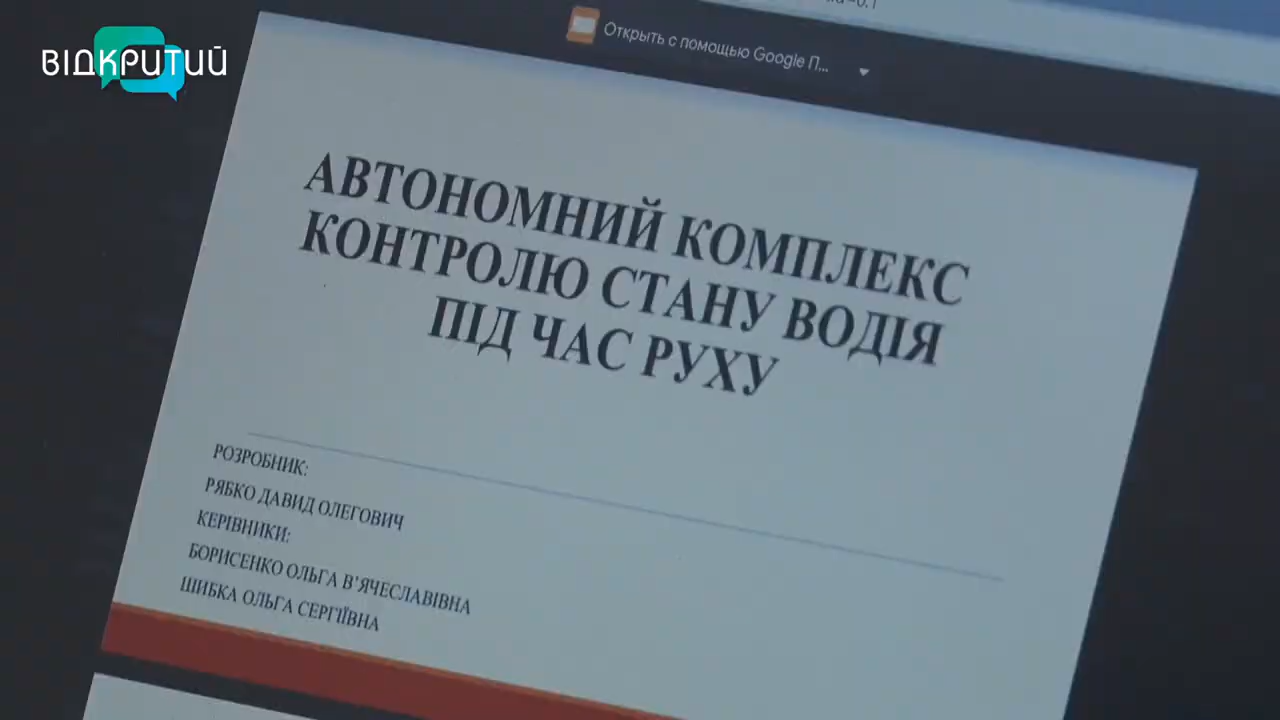 ВІДКРИТИЙ
Открыть с помощью Google П...
АВТОНОМНИЙ КОМПЛЕКС
КОНТРОЛЮ СТАНУ ВОДІЯ
ПІД ЧАС РУХУ
РОЗРОБНИК:
РЯБКО ДАВИД ОЛЕГОВИЧ
КЕРІВНИКИ:
БОРИСЕНКО ОЛЬГА В'ЯЧЕСЛАВІВНА
ШИБКА ОЛЬГА СЕРГІЇВНА